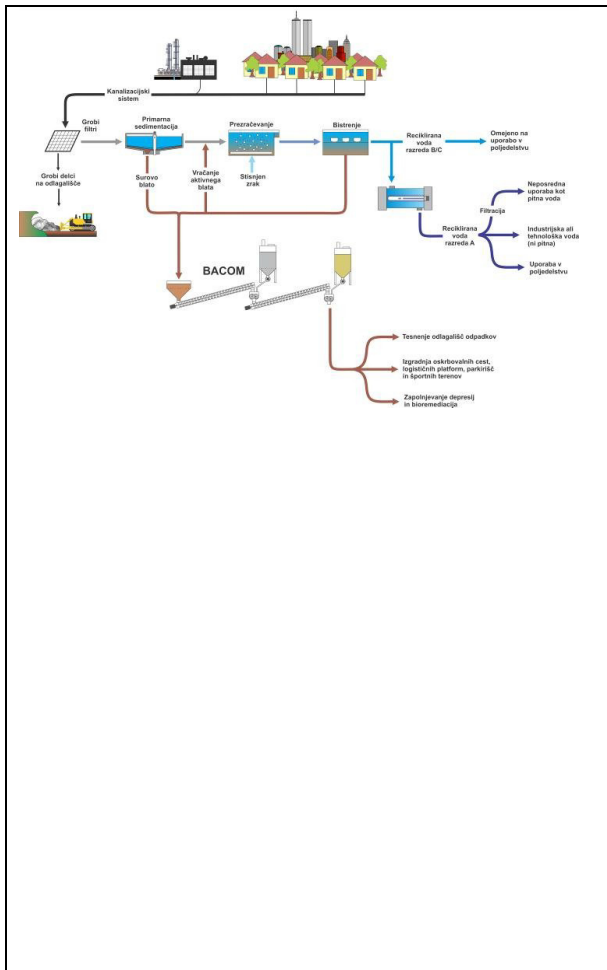 Kanalizacijski
sistem
Grobi
filtri
Primarna
sedimentacija
Prezračevanje
Bistrenje
Reciklirana
voda
razreda B/C
Omejeno na
uporabo v
poljedelstvu
Grobi delci
na odlagališče
Surovo
blato
Vračanje
aktivnega
blata
Stisnjen
zrak
Neposredna
uporaba kot
pitna voda
Filtracija
Reciklirana
voda
razreda A
Industrijska ali
tehnološka voda
(ni pitna)
Uporaba v
poljedelstvu
BACOM
Tesnenje odlagališč odpadkov
Izgradnja oskrbovalnih cest,
logističnih platform, parkirišč
in športnih terenov
Zapolnjevanje depresij
in bioremediacija